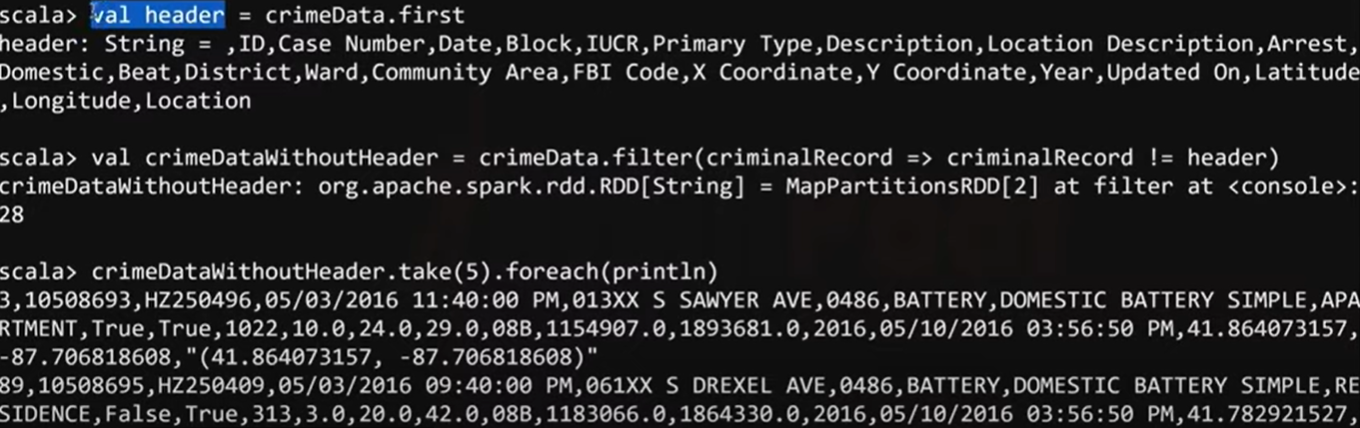 scala> val header = crimeData.first
header: String = ,ID,Case Number,Date,Block,IUCR,Primary Type,Description,Location Description,Arrest,
Domestic,Beat,District,Ward,Community Area,FBI Code,X Coordinate,Y Coordinate,Year,Updated On,Latitude
,Longitude,Location
scala> val crimeDataWithoutHeader = crimeData.filter(criminalRecord => criminalRecord != header)
crimeDataWithoutHeader: org.apache.spark.rdd.RDD[String] = MapPartitionsRDD[2] at filter at <console>:
28
scala> crimeDataWithoutHeader.take(5).foreach(println)
3,10508693,HZ250496,05/03/2016 11:40:00 PM,013XX S SAWYER AVE,0486,BATTERY,DOMESTIC BATTERY SIMPLE,APA
RTMENT,True,True,1022,10.0,24.0,29.0,08B,1154907.0,1893681.0,2016,05/10/2016 03:56:50 PM,41.864073157,
-87.706818608,"(41.864073157, -87.706818608)"
89,10508695,HZ250409,05/03/2016 09:40:00 PM,061XX S DREXEL AVE,0486,BATTERY,DOMESTIC BATTERY SIMPLE,RE
SIDENCE,False,True,313,3.0,20.0,42.0,08B,1183066.0,1864330.0,2016,05/10/2016 03:56:50 PM,41.782921527,